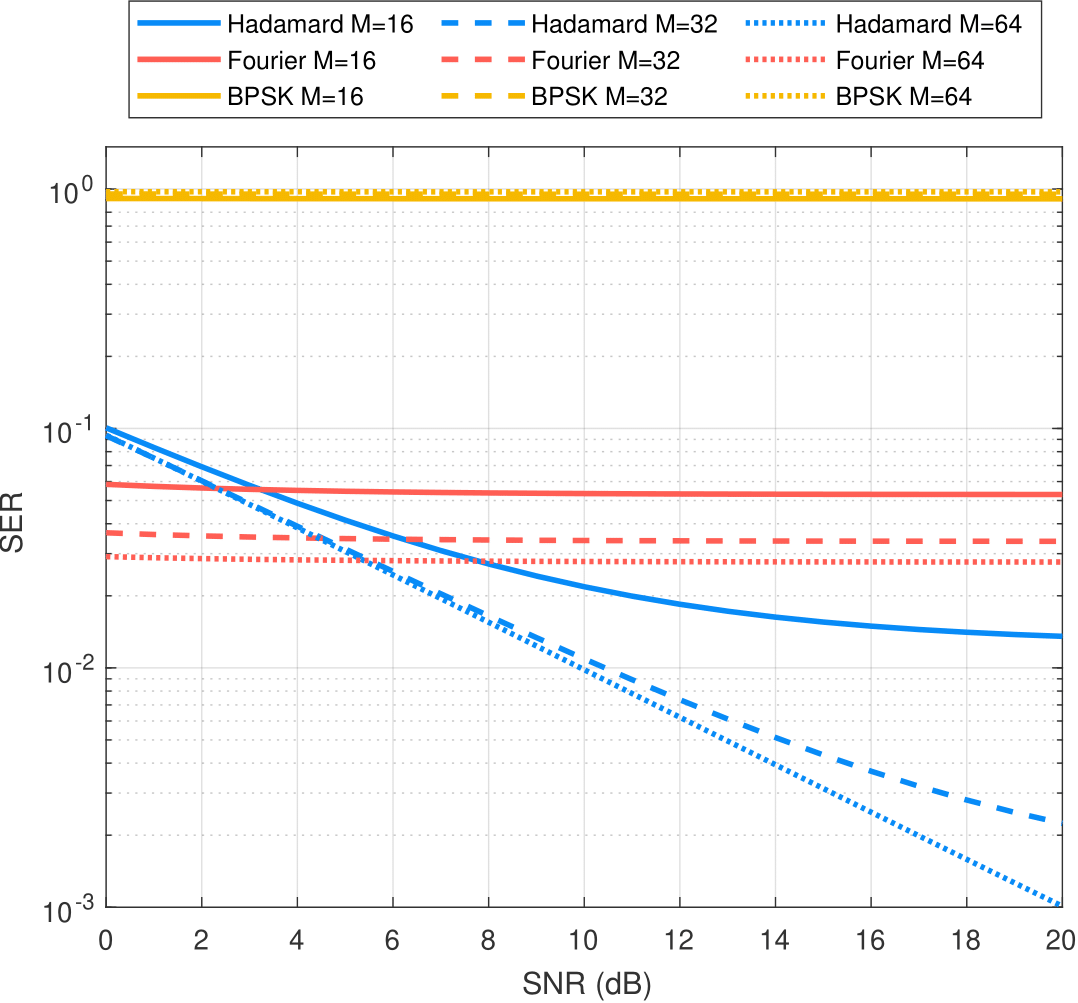 Hadamard M=16 Hadamard M=32 Hadamard M=64
Fourier M=16 Fourier M=32 Fourier M=64
BPSK M=16 BPSK M=32 BPSK M=64
10^0
10^-1
10^-2
10^-3
SER
0 2 4 6 8 10 12 14 16 18 20
SNR (dB)